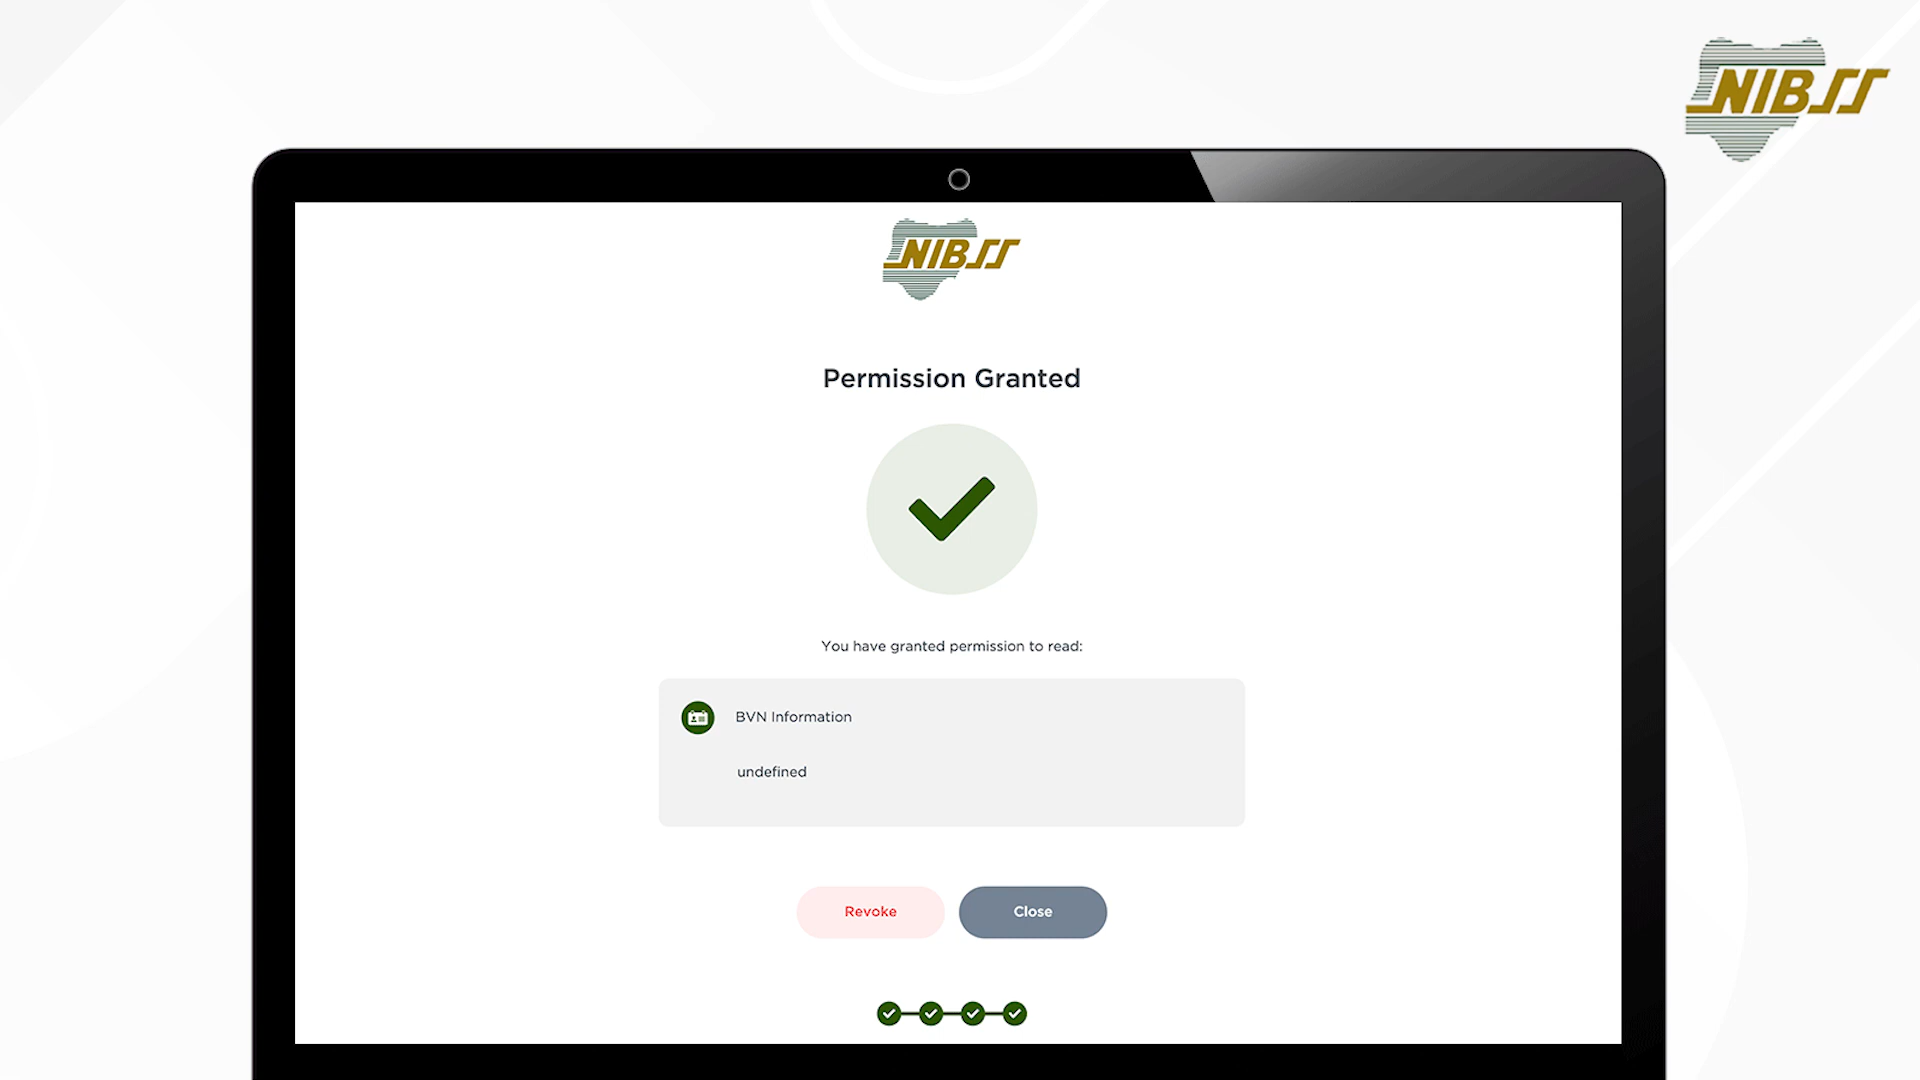 NIBSS
NIBSS
Permission Granted
You have granted permission to read:
BVN Information
undefined
Revoke
Close